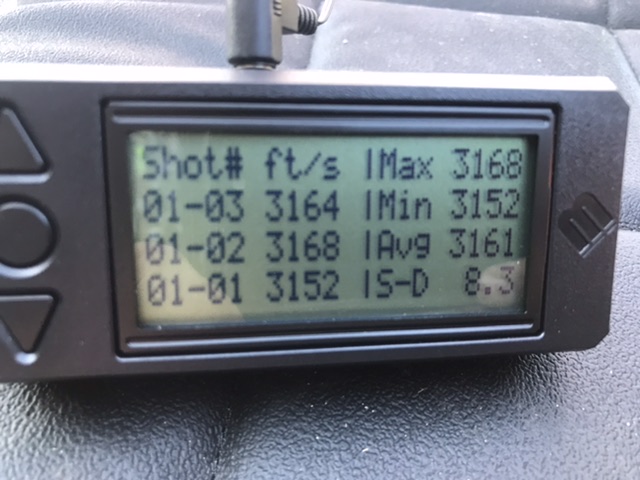 Shot# ft/s |Max 3168
01-03 3164 |Min 3152
01-02 3168 |Avg 3161
01-01 3152 |S-D 8.3